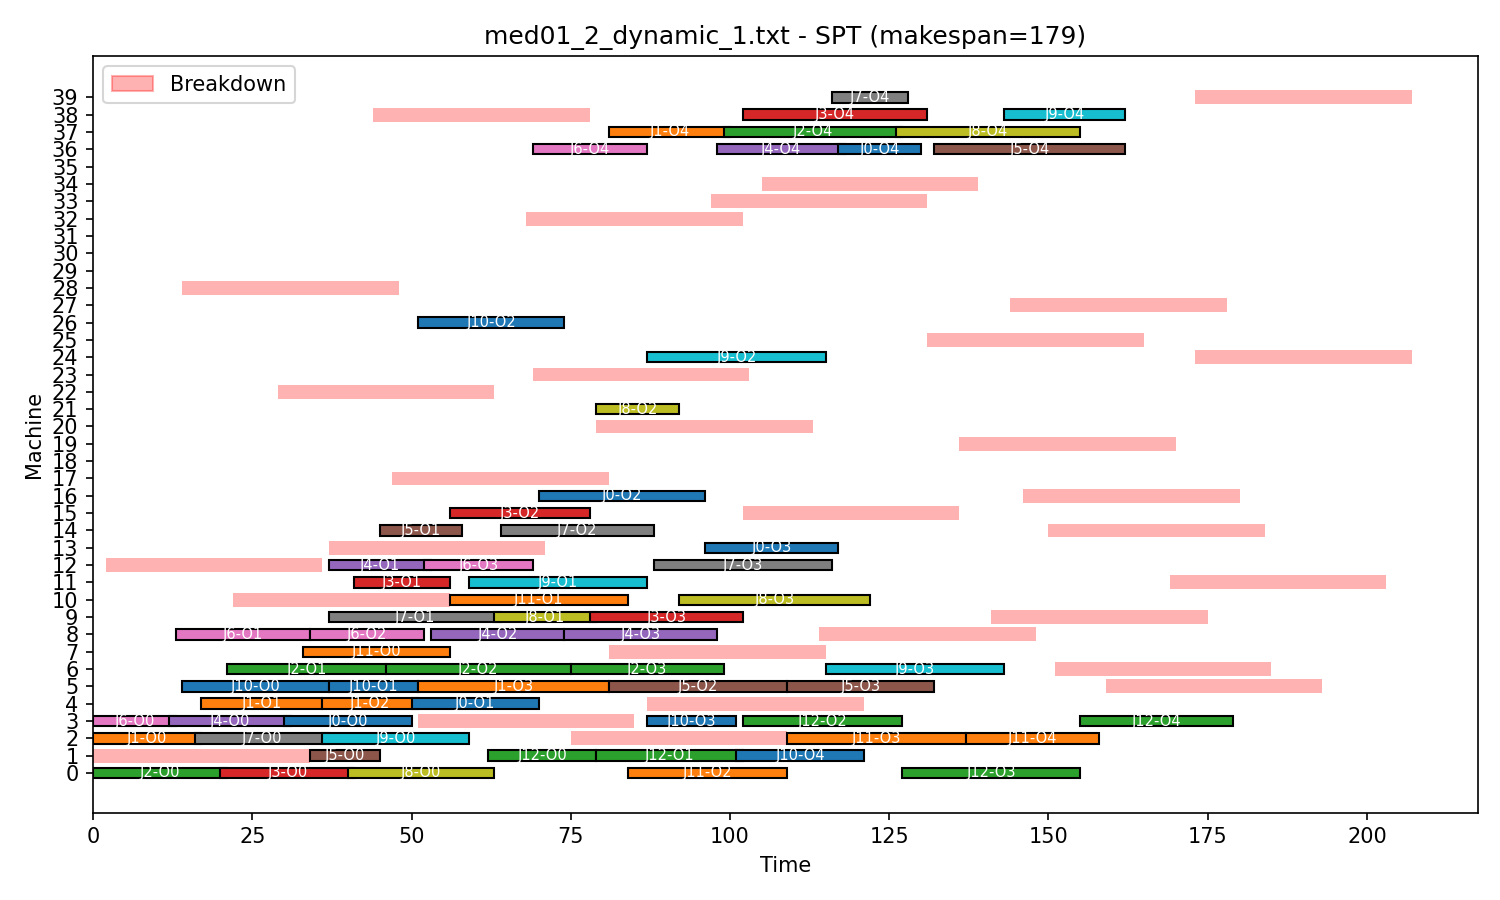 med01_2_dynamic_1.txt - SPT (makespan=179)
Breakdown
39 J7-O4
38 J3-O4 J9-O4
37 J1-O4 J2-O4 J8-O4
36 J6-O4 J4-O4 J0-O4 J5-O4
35
34
33
32
31
30
29
28
27
26 J10-O2
25
24 J9-O2
23
22
21 J8-O2
20
19
18
17
16 J0-O2
15 J3-O2
14 J5-O1 J7-O2
13 J0-O3
12 J4-O1 J6-O3 J7-O3
11 J3-O1 J9-O1
10 J11-O1 J8-O3
9 J7-O1 J8-O1 J3-O3
8 J6-O1 J6-O2 J4-O2 J4-O3
7 J11-O0
6 J2-O1 J2-O2 J2-O3 J9-O3
5 J10-O0 J10-O1 J1-O3 J5-O2 J5-O3
4 J1-O1 J1-O2 J0-O1
3 J6-O0 J4-O0 J0-O0 J10-O3 J12-O2 J12-O4
2 J1-O0 J7-O0 J9-O0 J11-O3 J11-O4
1 J5-O0 J12-O0 J12-O1 J10-O4
0 J2-O0 J3-O0 J8-O0 J11-O2 J12-O3
Machine
0 25 50 75 100 125 150 175 200
Time